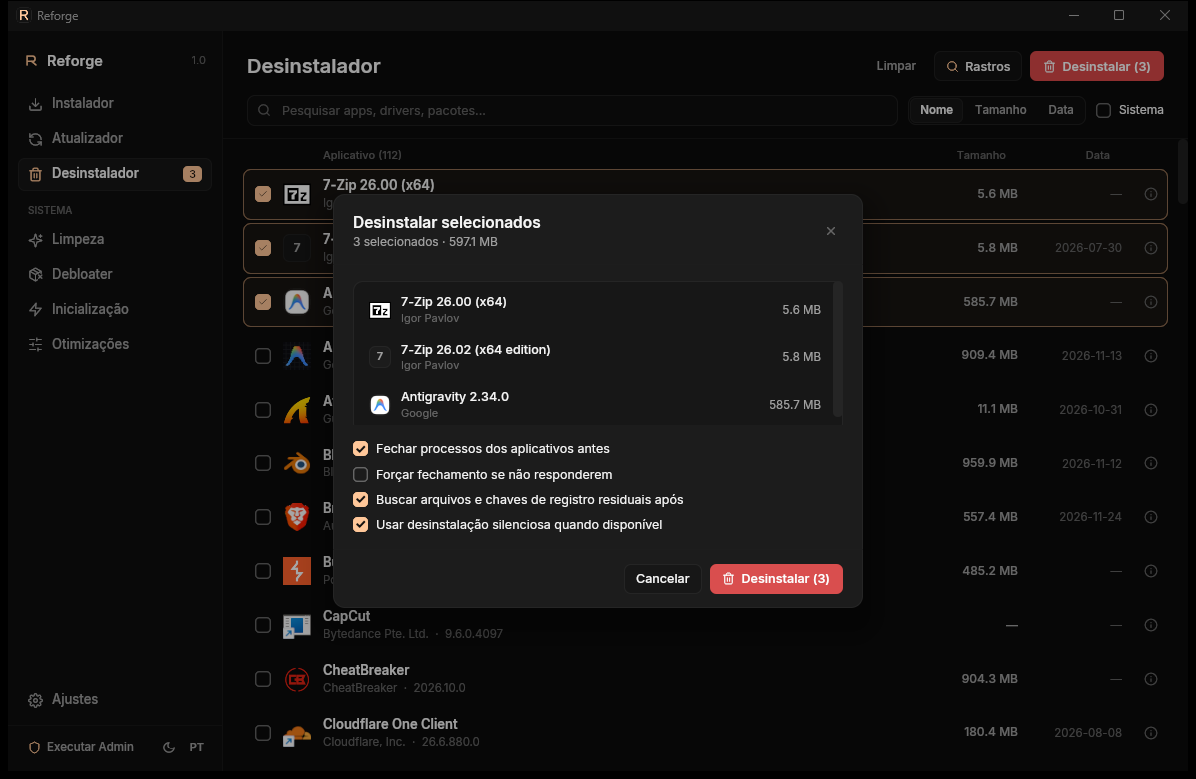 R Reforge
R Reforge 1.0
Instalador
Atualizador
Desinstalador 3
SISTEMA
Limpeza
Debloater
Inicialização
Otimizações
Ajustes
Executar Admin PT
Desinstalador
Limpar Rastros Desinstalar (3)
Pesquisar apps, drivers, pacotes...
Nome Tamanho Data Sistema
Aplicativo (112) Tamanho Data
7z 7-Zip 26.00 (x64)
5.6 MB —
7 7-
5.8 MB 2026-07-30
A
585.7 MB —
A
909.4 MB 2026-11-13
A
11.1 MB 2026-10-31
959.9 MB 2026-11-12
557.4 MB 2026-11-24
485.2 MB —
CapCut
Bytedance Pte. Ltd. · 9.6.0.4097
— —
CheatBreaker
CheatBreaker · 2026.10.0
904.3 MB —
Cloudflare One Client
Cloudflare, Inc. · 26.6.880.0
180.4 MB 2026-08-08
Desinstalar selecionados
3 selecionados · 597.1 MB
7z 7-Zip 26.00 (x64)
Igor Pavlov
5.6 MB
7 7-Zip 26.02 (x64 edition)
Igor Pavlov
5.8 MB
Antigravity 2.34.0
Google
585.7 MB
Fechar processos dos aplicativos antes
Forçar fechamento se não responderem
Buscar arquivos e chaves de registro residuais após
Usar desinstalação silenciosa quando disponível
Cancelar Desinstalar (3)